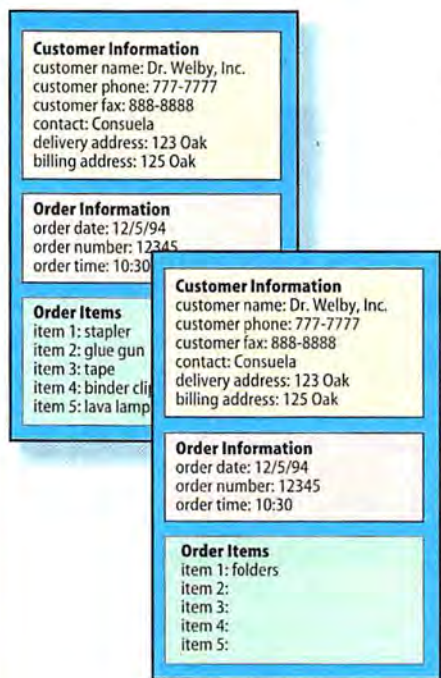 Customer Information
customer name: Dr. Welby, Inc.
customer phone: 777-7777
customer fax: 888-8888
contact: Consuela
delivery address: 123 Oak
billing address: 125 Oak
Order Information
order date: 12/5/94
order number: 12345
order time: 10:30
Order Items
item 1: stapler
item 2: glue gun
item 3: tape
item 4: binder
item 5: lava lamp
Customer Information
customer name: Dr. Welby, Inc.
customer phone: 777-7777
customer fax: 888-8888
contact: Consuela
delivery address: 123 Oak
billing address: 125 Oak
Order Information
order date: 12/5/94
order number: 12345
order time: 10:30
Order Items
item 1: folders
item 2:
item 3:
item 4:
item 5: